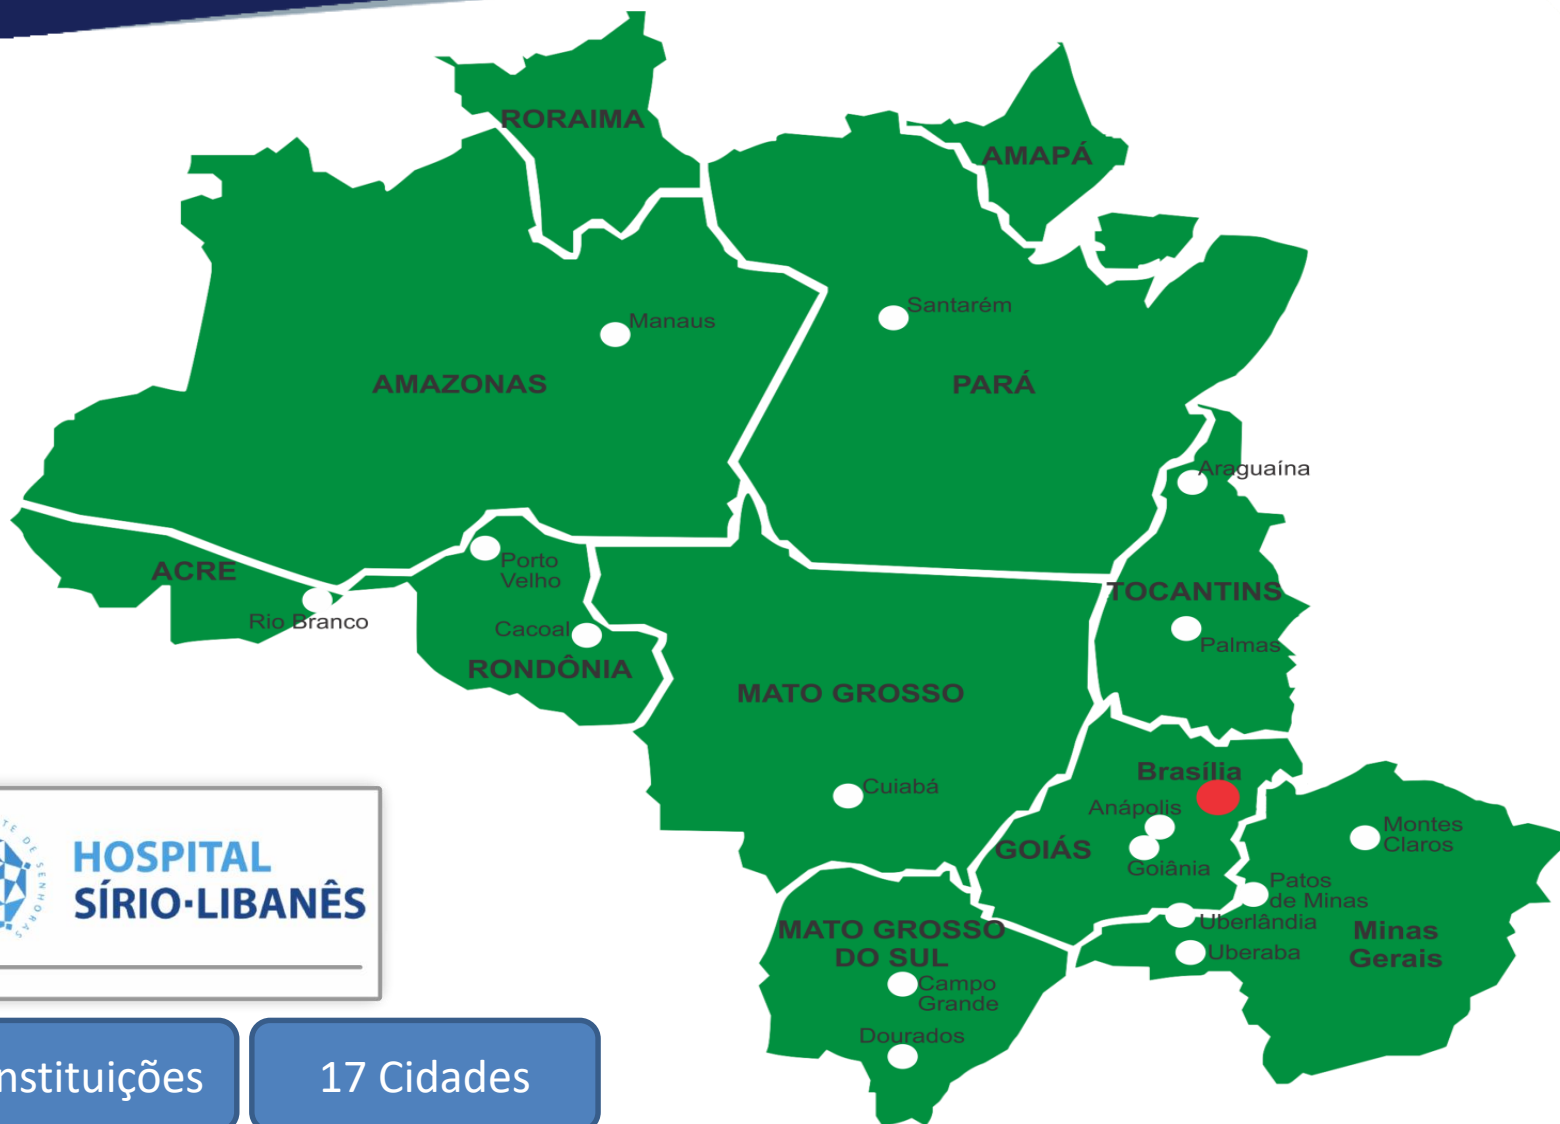 RORAIMA
AMAPÁ
Santarém
Manaus
AMAZONAS
PARÁ
Araguaína
Porto
Velho
ACRE
TOCANTINS
Rio Branco
Cacoal
Palmas
RONDÔNIA
MATO GROSSO
Brasília
Cuiabá
Anápolis
Montes
Claros
GOIÁS
Goiânia
Patos
de Minas
HOSPITAL
SÍRIO·LIBANÊS
Uberlândia
MATO GROSSO
DO SUL
Minas
Gerais
Uberaba
Campo
Grande
Dourados
17 Cidades